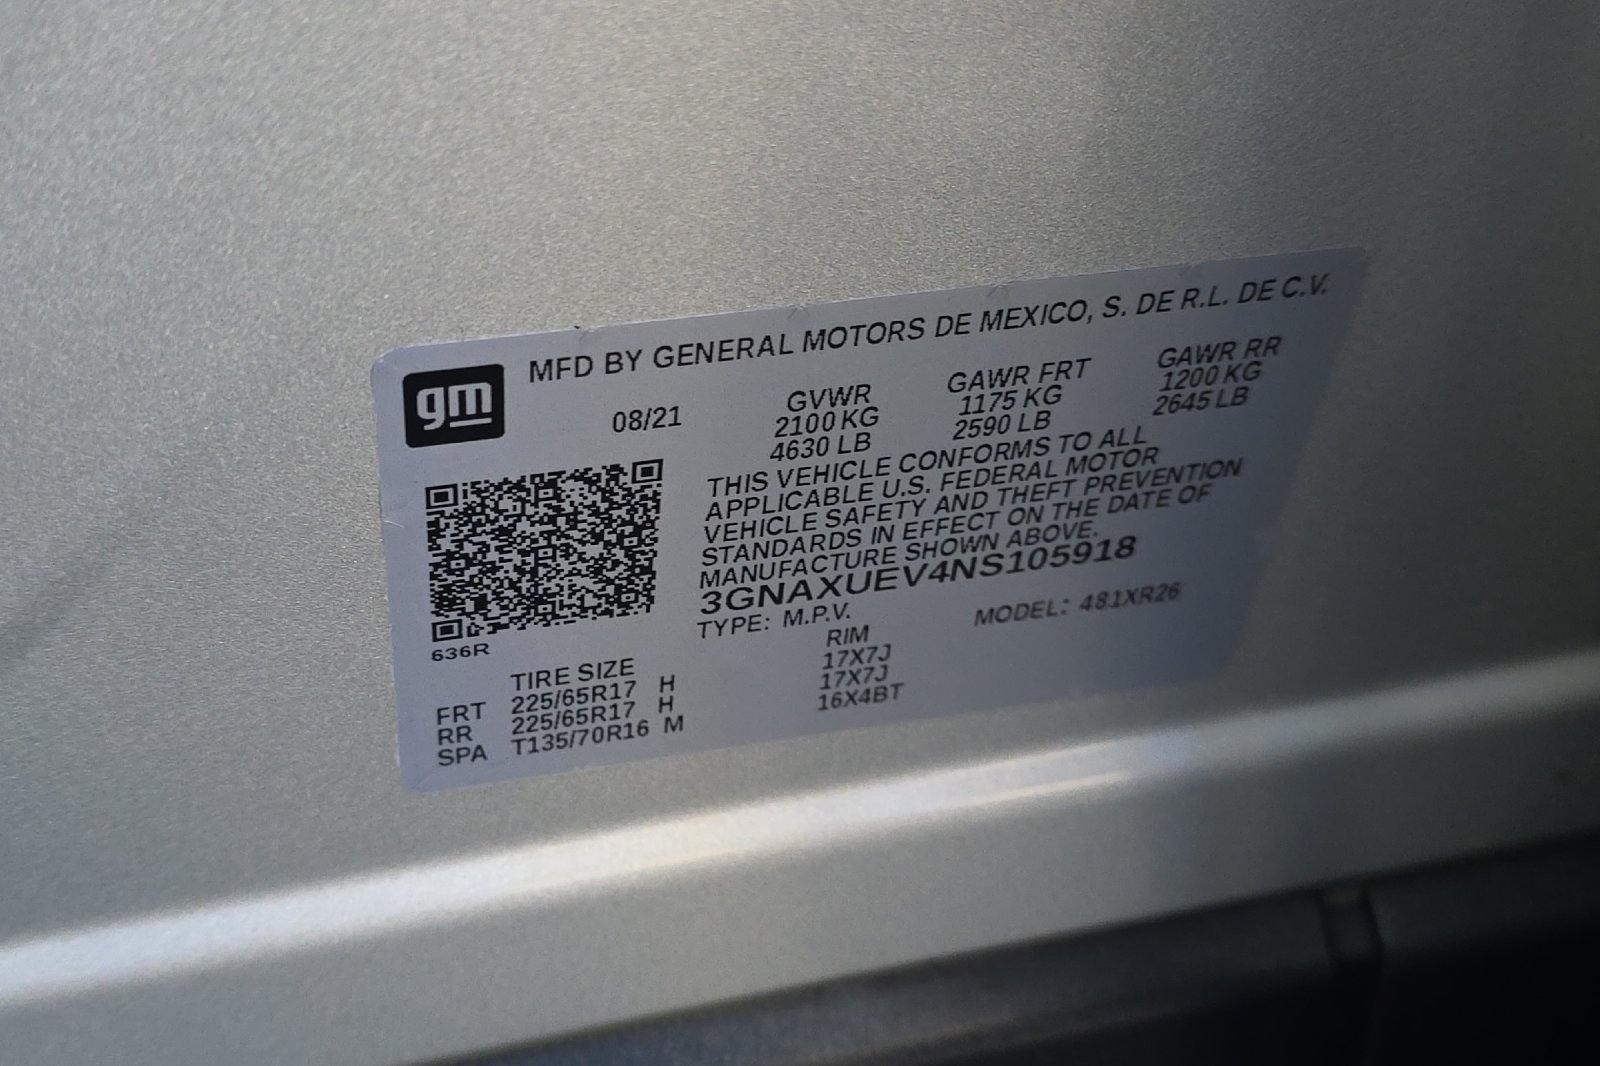 gm
MFD BY GENERAL MOTORS DE MEXICO, S. DE R.L. DE C.V.
08/21
GVWR
2100 KG
4630 LB
GAWR FRT
1175 KG
2590 LB
GAWR RR
1200 KG
2645 LB
THIS VEHICLE CONFORMS TO ALL
APPLICABLE U.S. FEDERAL MOTOR
VEHICLE SAFETY AND THEFT PREVENTION
STANDARDS IN EFFECT ON THE DATE OF
MANUFACTURE SHOWN ABOVE.
3GNAXUEV4NS105918
TYPE: M.P.V. MODEL: 481XR26
636R
TIRE SIZE RIM
FRT 225/65R17 H 17X7J
RR 225/65R17 H 17X7J
SPA T135/70R16 M 16X4BT